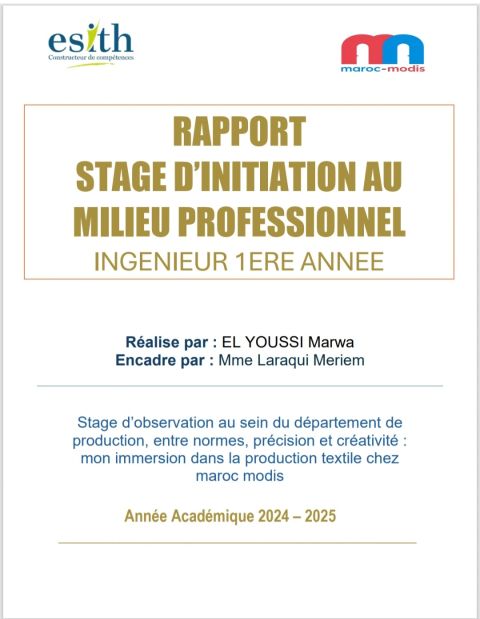 esith
Constructeur de compétences
maroc-modis
RAPPORT
STAGE D'INITIATION AU
MILIEU PROFESSIONNEL
INGENIEUR 1ERE ANNEE
Réalise par : EL YOUSSI Marwa
Encadre par : Mme Laraqui Meriem
Stage d'observation au sein du département de
production, entre normes, précision et créativité :
mon immersion dans la production textile chez
maroc modis
Année Académique 2024 – 2025